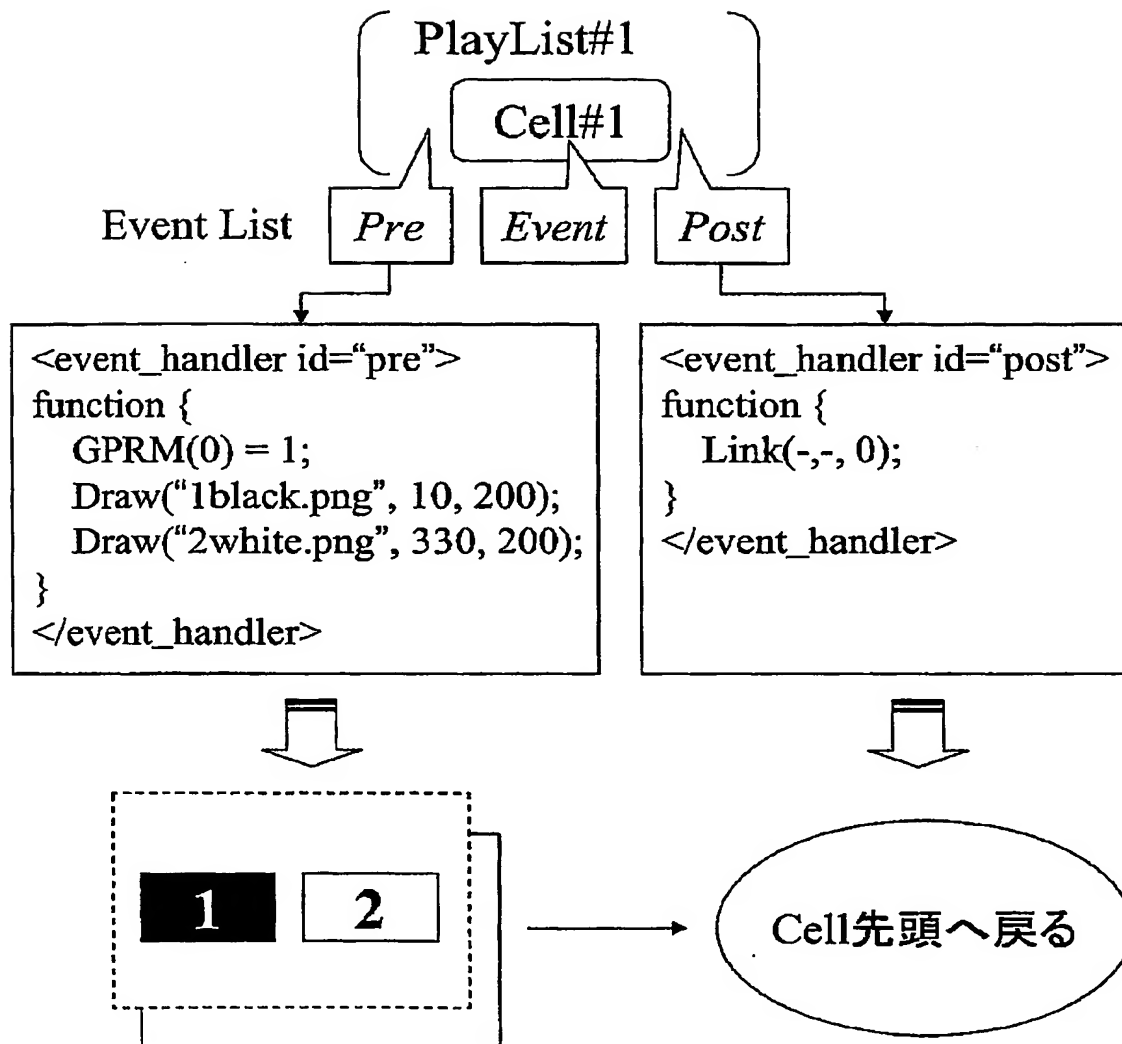 PlayList#1
Cell#1
Event List
Pre
Event
Post
<event_handler id=“pre”>
function {
GPRM(0) = 1;
Draw(“1black.png”, 10, 200);
Draw(“2white.png”, 330, 200);
}
</event_handler>
<event_handler id=“post”>
function {
Link(-,-, 0);
}
</event_handler>
1
2
Cell先頭へ戻る